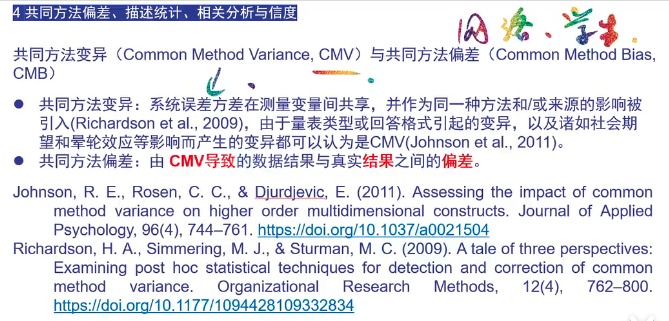 4 共同方法偏差、描述统计、相关分析与信度
网络、学生
共同方法变异（Common Method Variance, CMV）与共同方法偏差（Common Method Bias,
CMB）
● 共同方法变异：系统误差方差在测量变量间共享，并作为同一种方法和/或来源的影响被
引入(Richardson et al., 2009)，由于量表类型或回答格式引起的变异，以及诸如社会期
望和晕轮效应等影响而产生的变异都可以认为是CMV(Johnson et al., 2011)。
● 共同方法偏差：由 CMV导致的数据结果与真实结果之间的偏差。
Johnson, R. E., Rosen, C. C., & Djurdjevic, E. (2011). Assessing the impact of common
method variance on higher order multidimensional constructs. Journal of Applied
Psychology, 96(4), 744–761. https://doi.org/10.1037/a0021504
Richardson, H. A., Simmering, M. J., & Sturman, M. C. (2009). A tale of three perspectives:
Examining post hoc statistical techniques for detection and correction of common
method variance. Organizational Research Methods, 12(4), 762–800.
https://doi.org/10.1177/1094428109332834